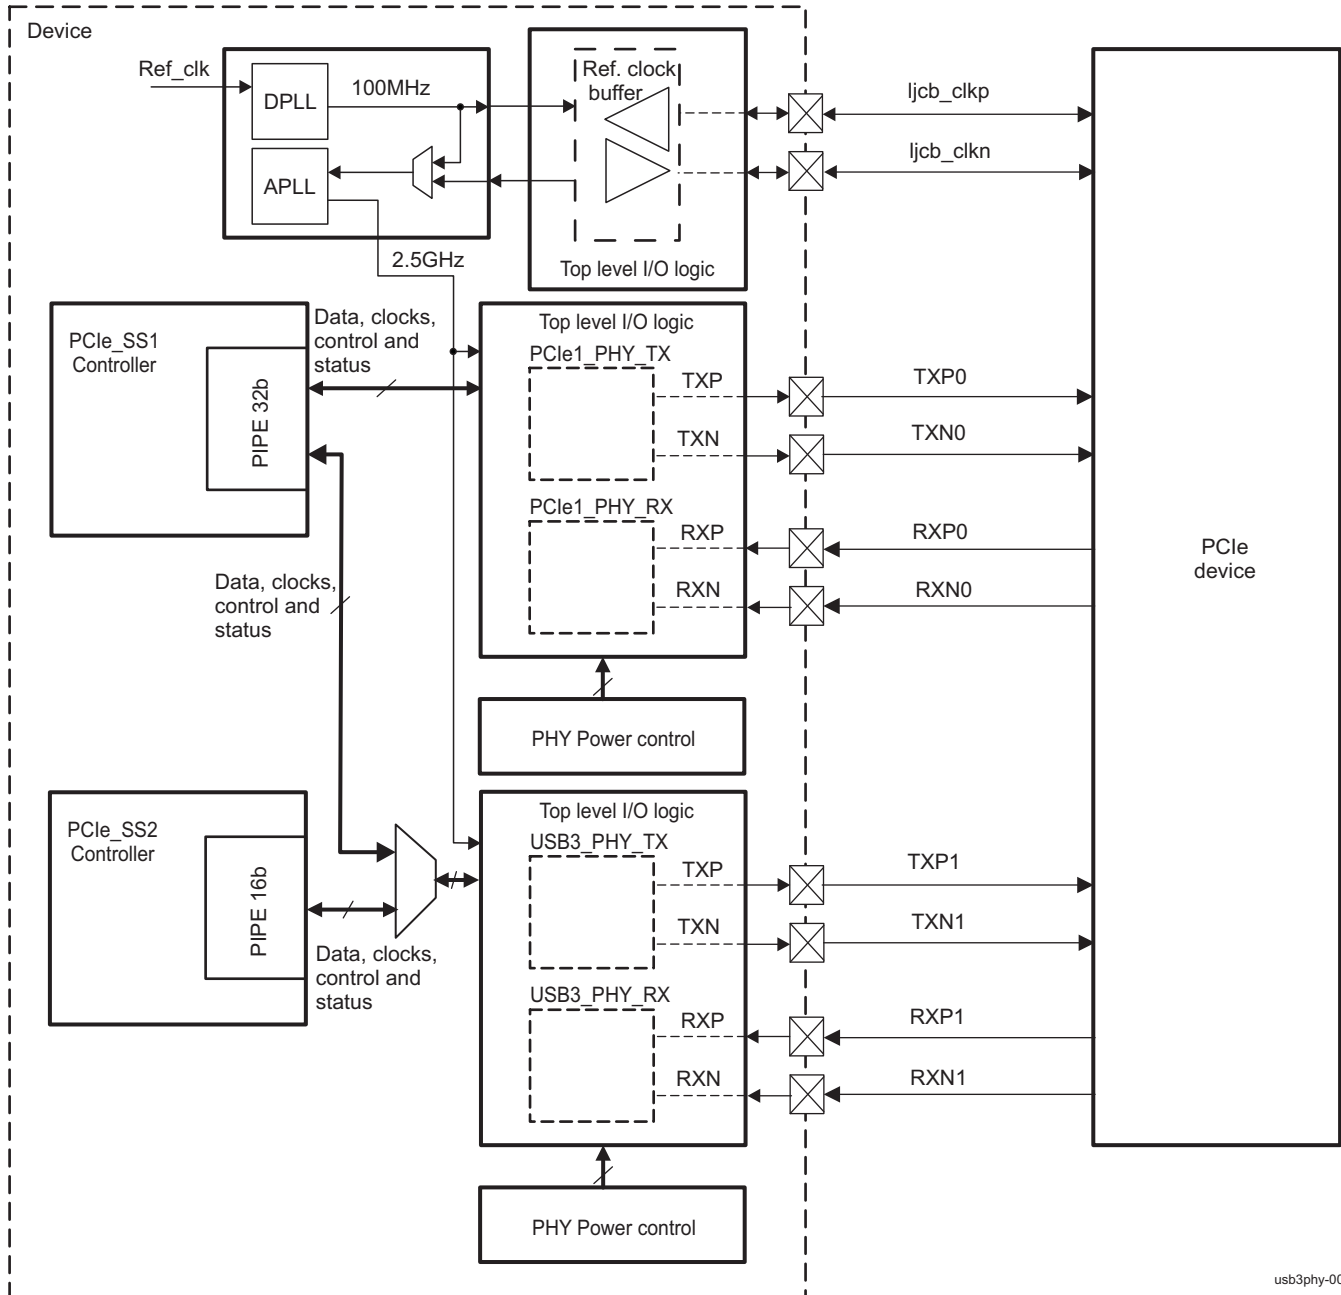 Device
Ref_clk
DPLL
100MHz
APLL
2.5GHz
Ref. clock
buffer
Top level I/O logic
ljcb_clkp
ljcb_clkn
PCIe_SS1
Controller
PIPE 32b
Data, clocks,
control and
status
Top level I/O logic
PCIe1_PHY_TX
TXP
TXN
PCIe1_PHY_RX
RXP
RXN
TXP0
TXN0
RXP0
RXN0
PCIe
device
Data, clocks,
control and
status
PHY Power control
PCIe_SS2
Controller
PIPE 16b
Data, clocks,
control and
status
Top level I/O logic
USB3_PHY_TX
TXP
TXN
USB3_PHY_RX
RXP
RXN
TXP1
TXN1
RXP1
RXN1
PHY Power control